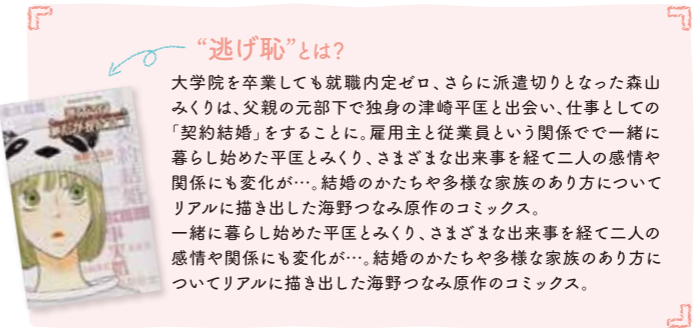 “逃げ恥”とは？
大学院を卒業しても就職内定ゼロ、さらに派遣切りとなった森山
みくりは、父親の元部下で独身の津崎平匡と出会い、仕事としての
「契約結婚」をすることに。雇用主と従業員という関係でで一緒に
暮らし始めた平匡とみくり、さまざまな出来事を経て二人の感情や
関係にも変化が…。結婚のかたちや多様な家族のあり方について
リアルに描き出した海野つなみ原作のコミックス。
一緒に暮らし始めた平匡とみくり、さまざまな出来事を経て二人の
感情や関係にも変化が…。結婚のかたちや多様な家族のあり方に
ついてリアルに描き出した海野つなみ原作のコミックス。